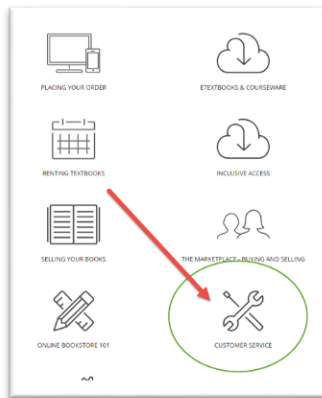 PLACING YOUR ORDER
ETEXTBOOKS & COURSEWARE
RENTING TEXTBOOKS
INCLUSIVE ACCESS
SELLING YOUR BOOKS
THE MARKETPLACE - BUYING AND SELLING
ONLINE BOOKSTORE 101
CUSTOMER SERVICE